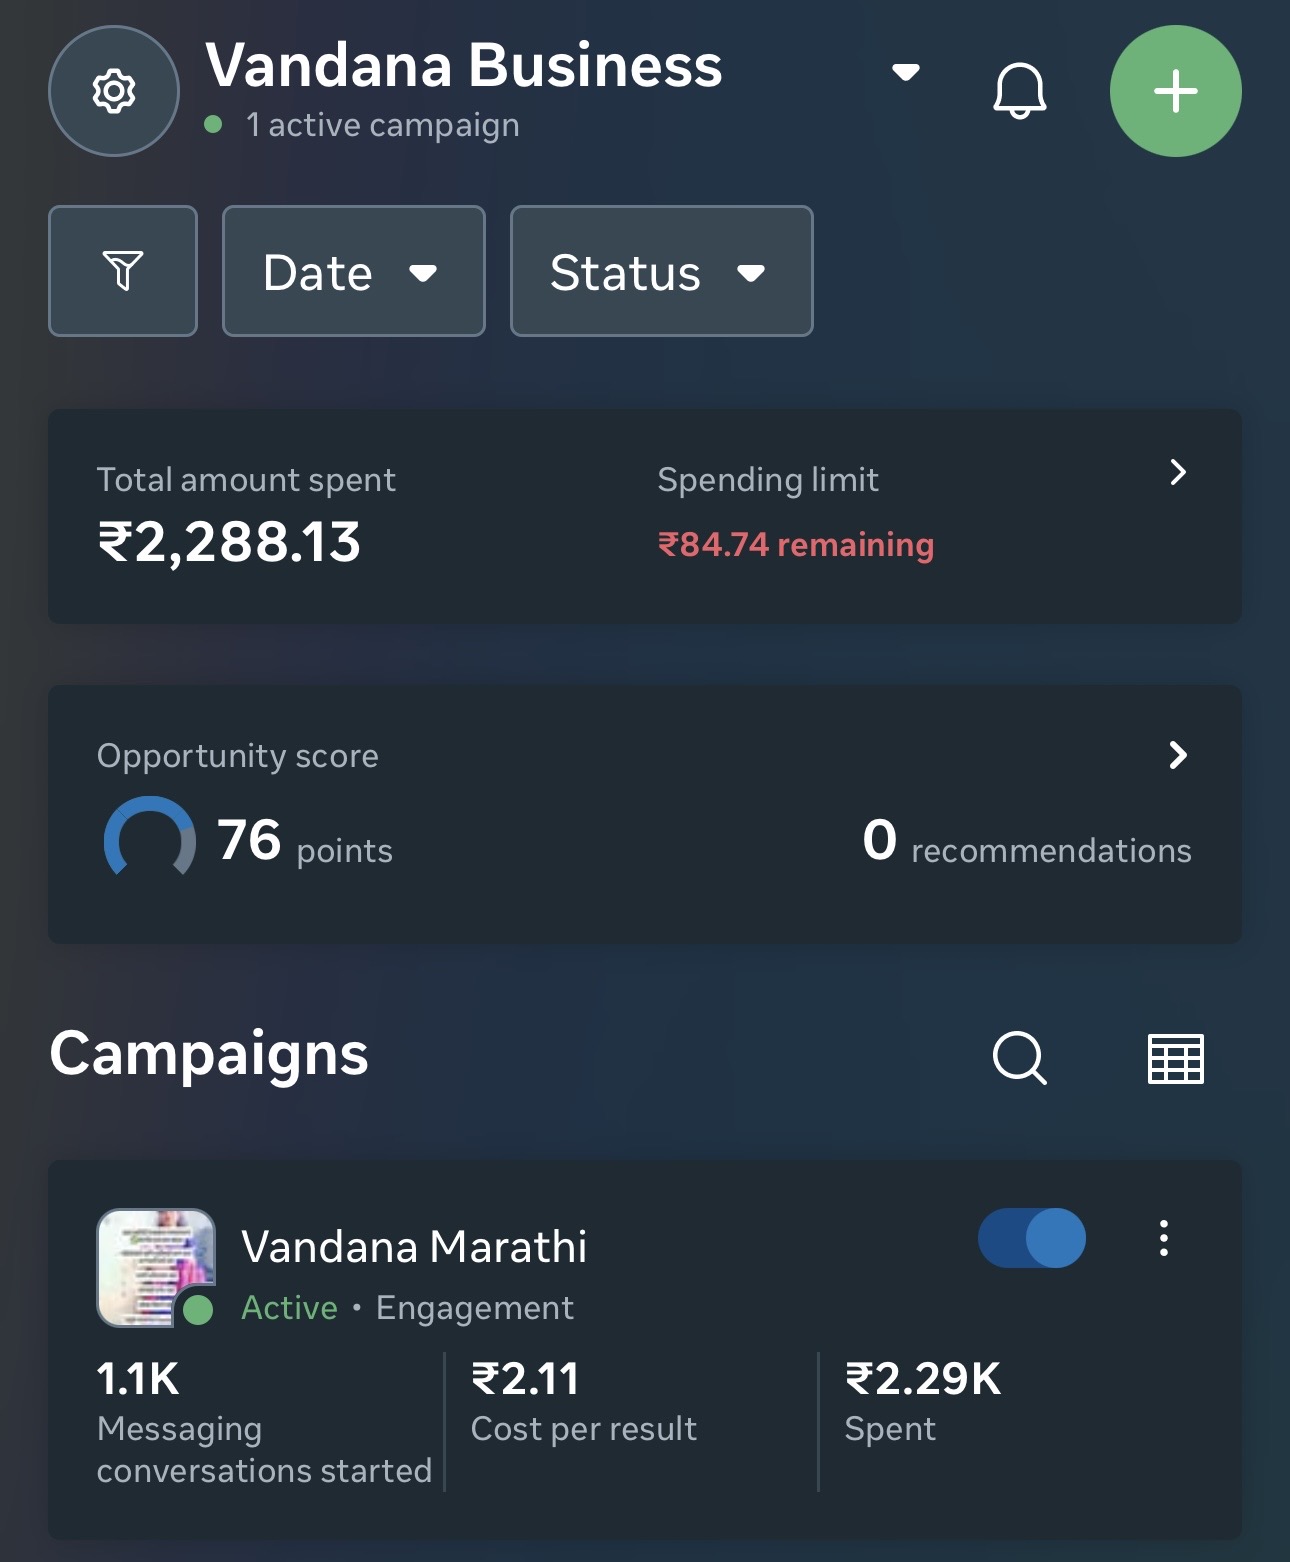 Vandana Business
1 active campaign
Date
Status
Total amount spent
Spending limit
₹2,288.13
₹84.74 remaining
Opportunity score
76 points
0 recommendations
Campaigns
Vandana Marathi
Active • Engagement
1.1K
₹2.11
₹2.29K
Messaging
conversations started
Cost per result
Spent